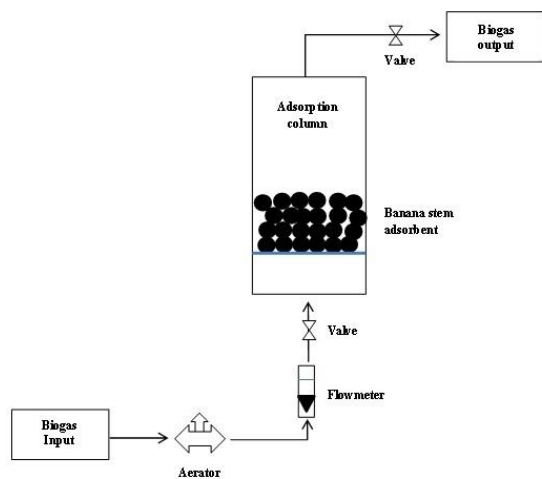 Biogas
output
Valve
Adsorption
column
Banana stem
adsorbent
Valve
Flowmeter
Biogas
Input
Aerator